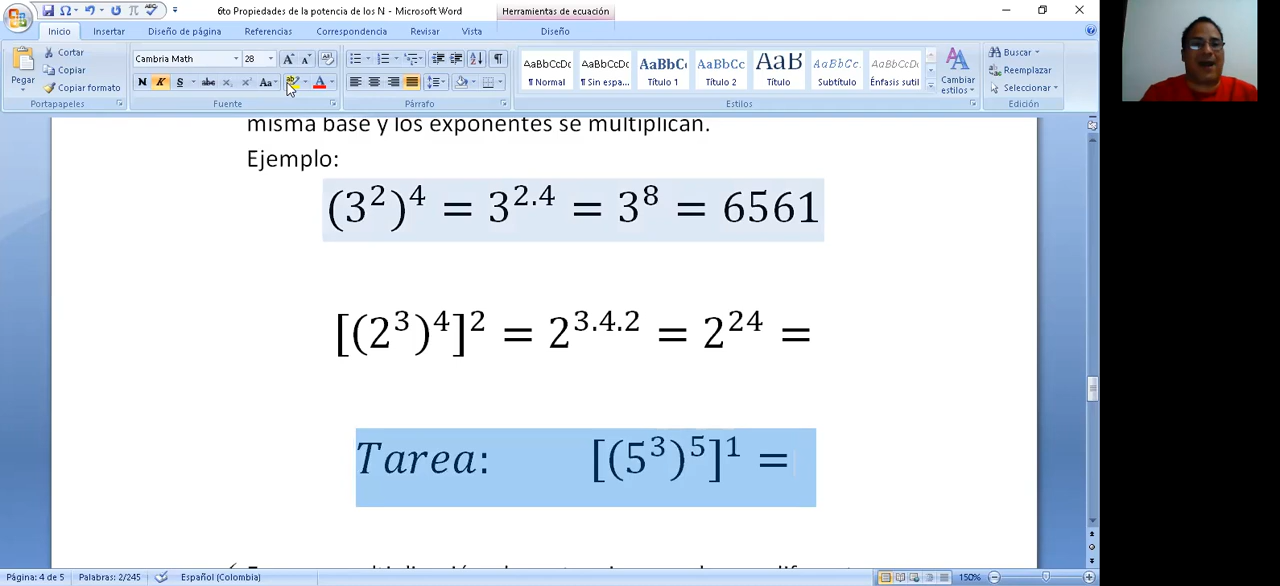 6to Propiedades de la potencia de los N - Microsoft Word
Herramientas de ecuación
Inicio Insertar Diseño de página Referencias Correspondencia Revisar Vista Diseño
Pegar
Cortar
Copiar
Copiar formato
Portapapeles
Cambria Math 28
Fuente
Párrafo
AaBbCcDc AaBbCcDc AaBbC AaBbCc AaB AaBbCc. AaBbCcDc
¶ Normal ¶ Sin espa... Título 1 Título 2 Título Subtítulo Énfasis sutil
Cambiar estilos
Estilos
Buscar
Reemplazar
Seleccionar
Edición
misma base y los exponentes se multiplican.
Ejemplo:
(3²)⁴ = 3^{2.4} = 3⁸ = 6561
[(2³)⁴]² = 2^{3.4.2} = 2²⁴ =
Tarea: [(5³)⁵]¹ =
Página: 4 de 5 Palabras: 2/245 Español (Colombia) 150%